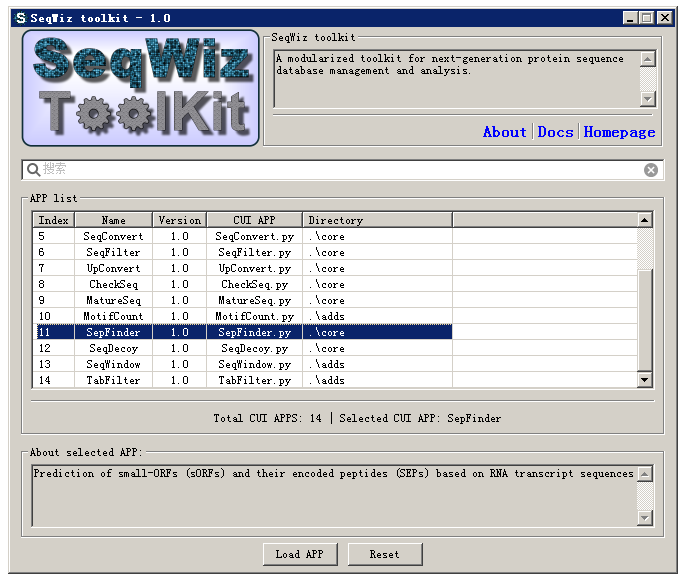 SeqWiz toolkit - 1.0
SeqWiz
ToolKit
SeqWiz toolkit
A modularized toolkit for next-generation protein sequence
database management and analysis.
About Docs Homepage
搜索
APP list
Index Name Version CUI APP Directory
5 SeqConvert 1.0 SeqConvert.py .\core
6 SeqFilter 1.0 SeqFilter.py .\core
7 UpConvert 1.0 UpConvert.py .\core
8 CheckSeq 1.0 CheckSeq.py .\core
9 MatureSeq 1.0 MatureSeq.py .\core
10 MotifCount 1.0 MotifCount.py .\adds
11 SepFinder 1.0 SepFinder.py .\core
12 SeqDecoy 1.0 SeqDecoy.py .\core
13 SeqWindow 1.0 SeqWindow.py .\adds
14 TabFilter 1.0 TabFilter.py .\adds
Total CUI APPS: 14 | Selected CUI APP: SepFinder
About selected APP:
Prediction of small-ORFs (sORFs) and their encoded peptides (SEPs) based on RNA transcript sequences
Load APP Reset